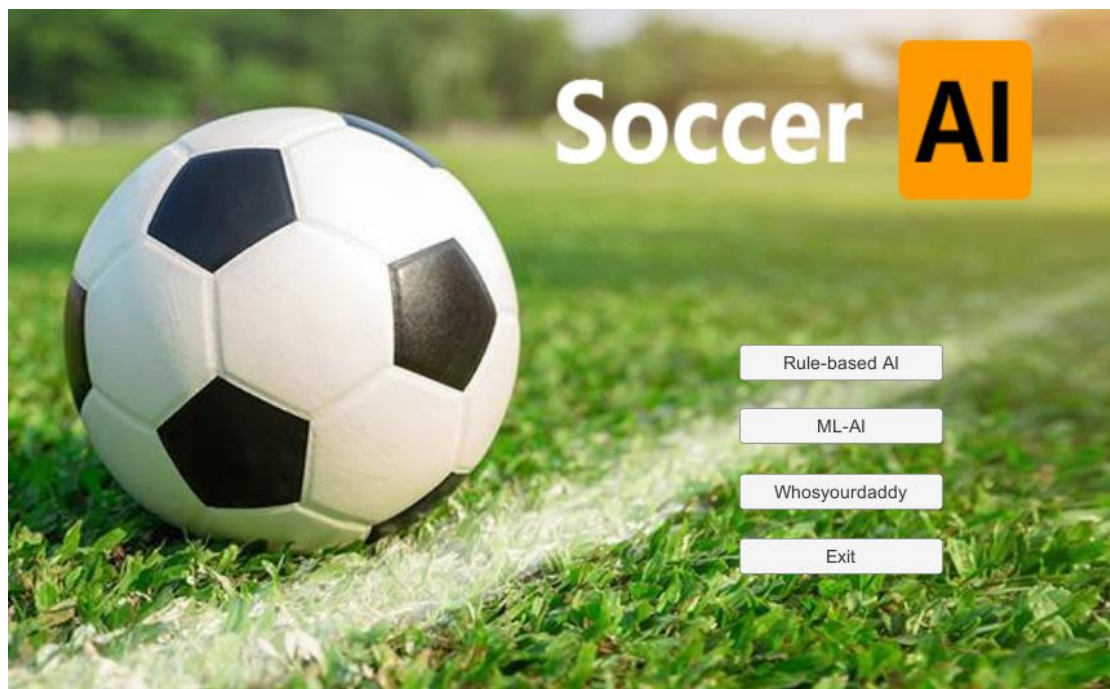 Soccer AI
Rule-based AI
ML-AI
Whosyourdaddy
Exit